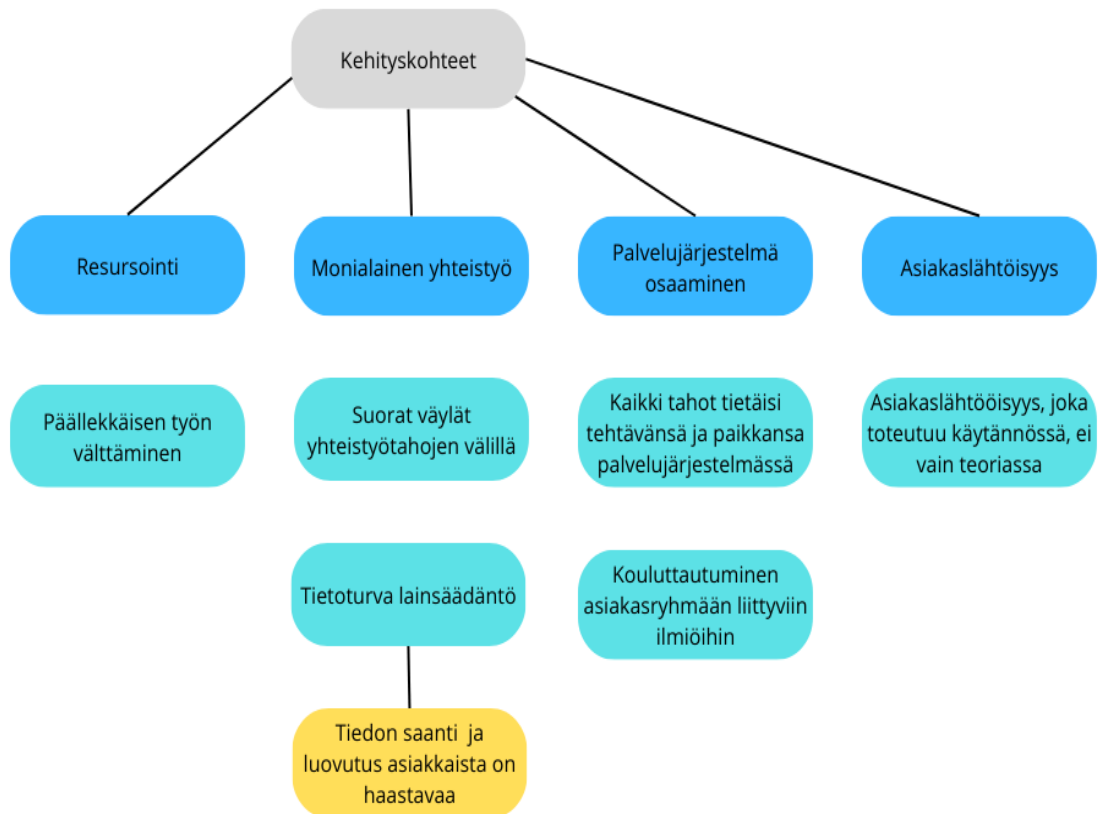 Kehityskohteet
Resursointi
Monialainen yhteistyö
Palvelujärjestelmä
osaaminen
Asiakaslähtöisyys
Päällekkäisen työn
välttäminen
Suorat väylät
yhteistyötahojen välillä
Kaikki tahot tietäisi
tehtävänsä ja paikkansa
palvelujärjestelmässä
Asiakaslähtööisyys, joka
toteutuu käytännössä, ei
vain teoriassa
Tietoturva lainsäädäntö
Kouluttautuminen
asiakasryhmään liittyviin
ilmiöihin
Tiedon saanti ja
luovutus asiakkaista on
haastavaa